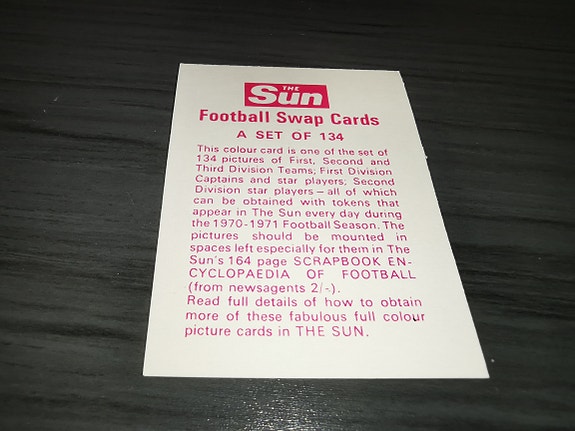 THE
Sun
Football Swap Cards
A SET OF 134
This colour card is one of the set of
134 pictures of First, Second and
Third Division Teams; First Division
Captains and star players; Second
Division star players – all of which
can be obtained with tokens that
appear in The Sun every day during
the 1970-1971 Football Season. The
pictures should be mounted in
spaces left especially for them in The
Sun's 164 page SCRAPBOOK EN-
CYCLOPAEDIA OF FOOTBALL
(from newsagents 2/-).
Read full details of how to obtain
more of these fabulous full colour
picture cards in THE SUN.